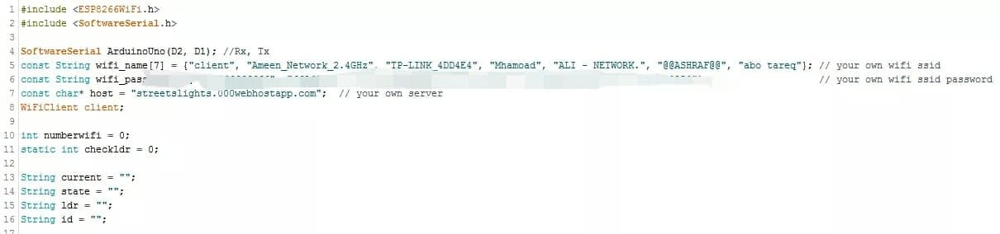 1 #include <ESP8266WiFi.h>
2 #include <SoftwareSerial.h>
3
4 SoftwareSerial ArduinoUno(D2, D1); //Rx, Tx
5 const String wifi_name[7] = {"client", "Ameen_Network_2.4GHz", "TP-LINK_4DD4E4", "Mhamoad", "ALI - NETWORK.", "@@ASHRAF@@", "abo tareq"}; // your own wifi ssid
6 const String // your own wifi ssid password
7 const char* host = "streetslights.000webhostapp.com"; // your own server
8 WiFiClient client;
9
10 int numberwifi = 0;
11 static int checkldr = 0;
12
13 String current = "";
14 String state = "";
15 String ldr = "";
16 String id = "";
17